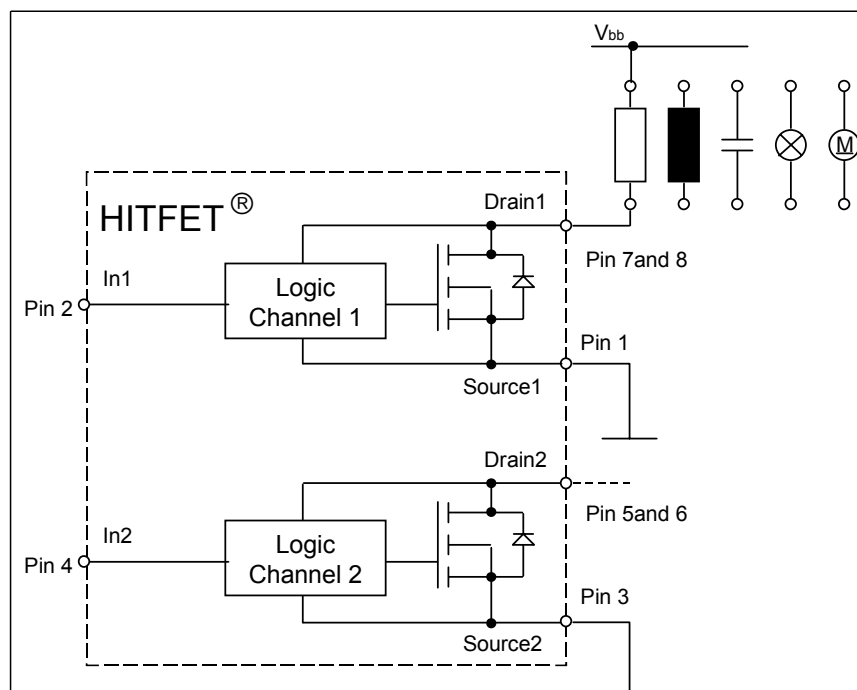 Vbb
M
Drain1
HITFET ®
Pin 7and 8
In1
Logic
Channel 1
Pin 2
Pin 1
Source1
Drain2
Pin 5and 6
In2
Logic
Channel 2
Pin 4
Pin 3
Source2